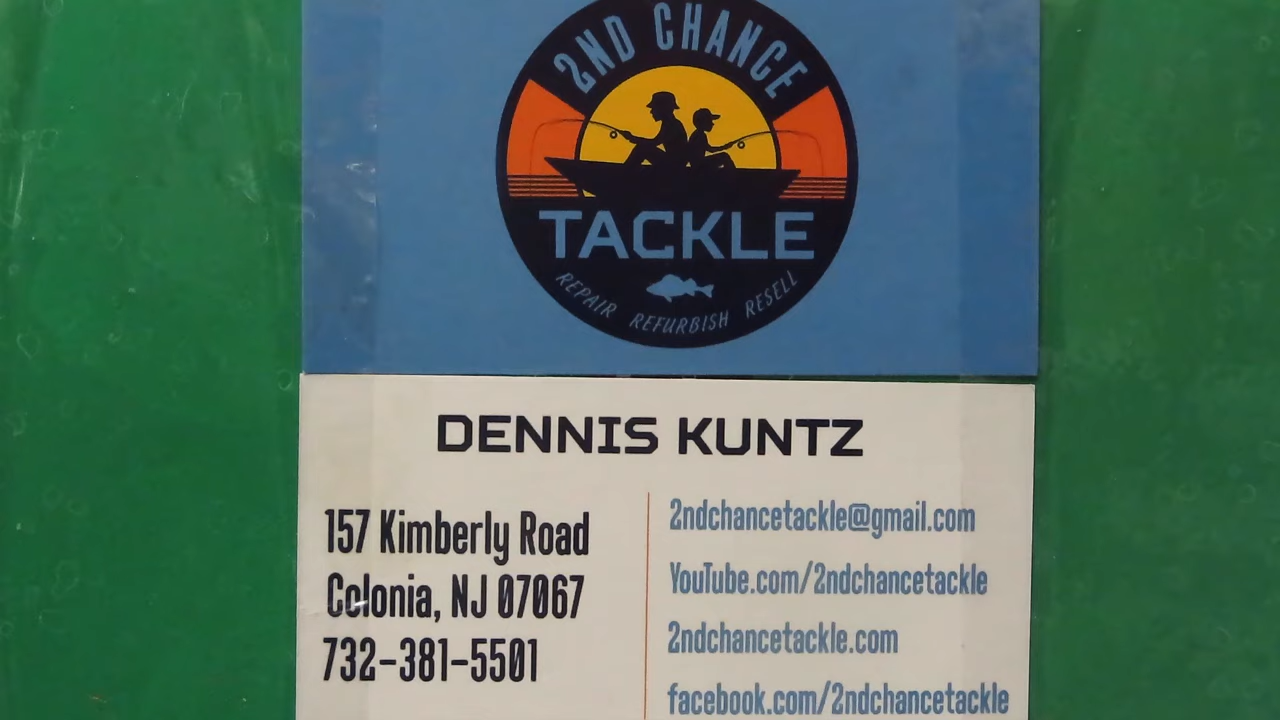 2ND CHANCE
TACKLE
REPAIR REFURBISH RESELL
DENNIS KUNTZ
157 Kimberly Road
Colonia, NJ 07067
732-381-5501
2ndchancetackle@gmail.com
YouTube.com/2ndchancetackle
2ndchancetackle.com
facebook.com/2ndchancetackle